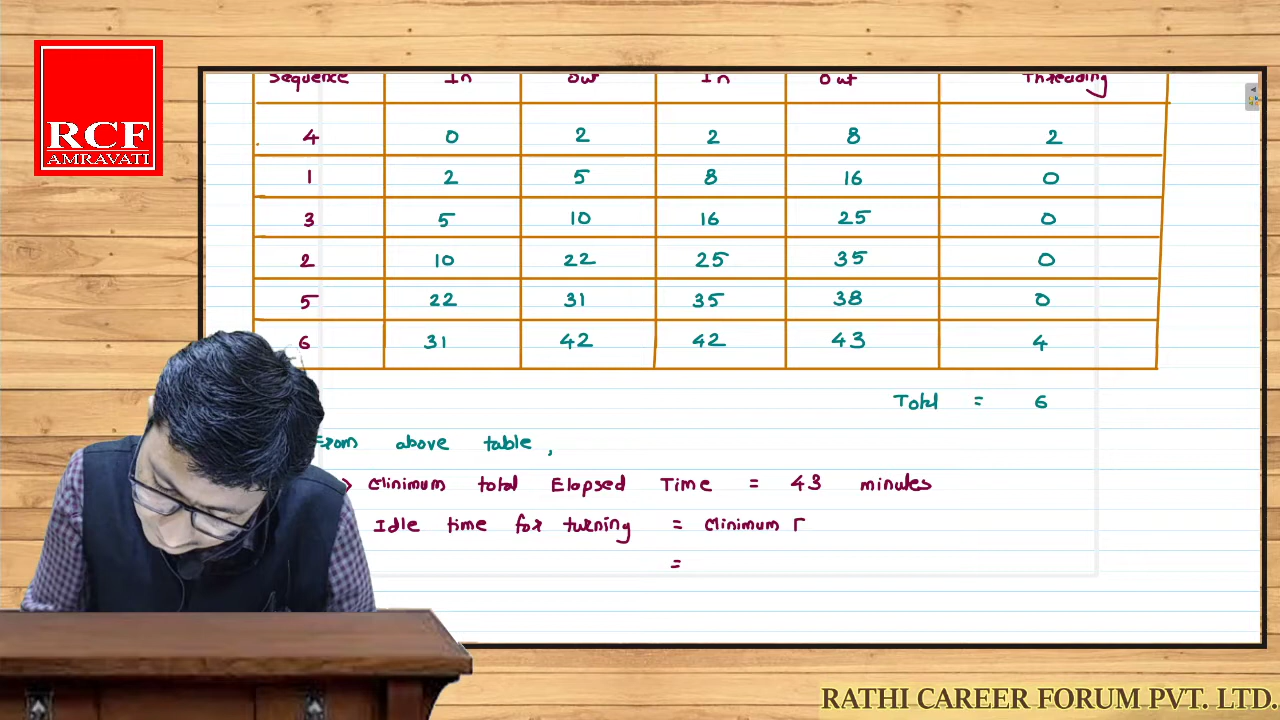 RCF
AMRAVATI
Sequence In Out In Out Threading
4 0 2 2 8 2
1 2 5 8 16 0
3 5 10 16 25 0
2 10 22 25 35 0
5 22 31 35 38 0
6 31 42 42 43 4
Total = 6
From above table,
Minimum total Elapsed Time = 43 minutes
Idle time for turning = Minimum
=
RATHI CAREER FORUM PVT. LTD.